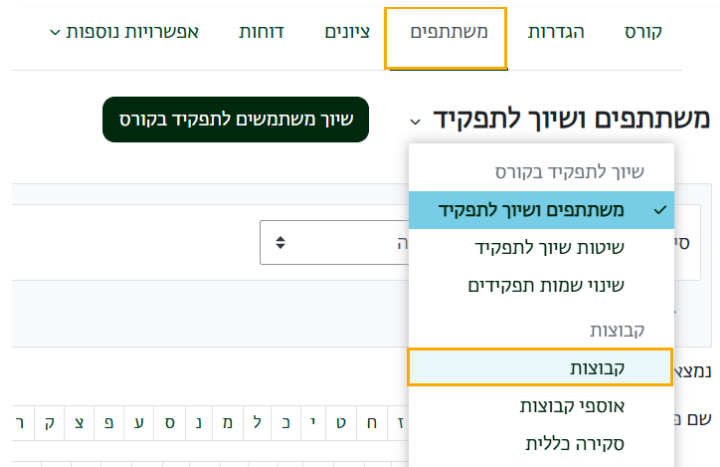 קורס הגדרות משתתפים ציונים דוחות אפשרויות נוספות
משתתפים ושיוך לתפקיד שיוך משתמשים לתפקיד בקורס
שיוך לתפקיד בקורס
משתתפים ושיוך לתפקיד
שיטות שיוך לתפקיד
שינוי שמות תפקידים
קבוצות
קבוצות
אוספי קבוצות
שם
ז ח ט י כ ל מ נ ס ע פ צ ק ר
סקירה כללית